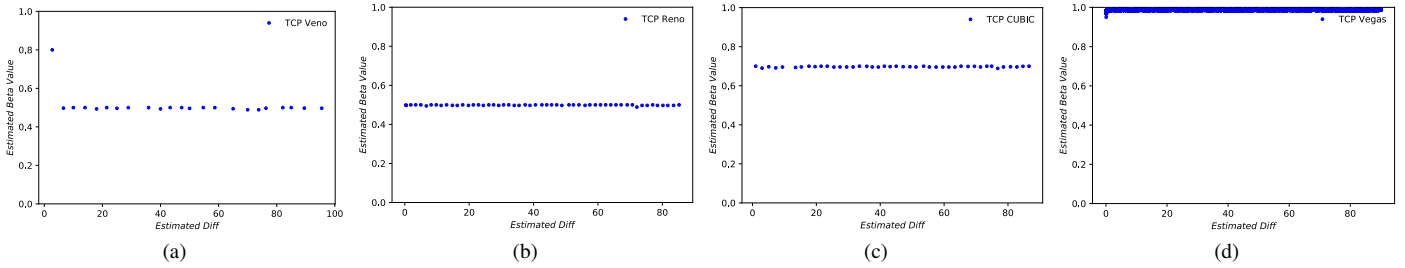 1.0
0.8
0.6
0.4
0.2
0.0
Estimated Beta Value
0
20
40
60
80
100
Estimated Diff
TCP Veno
(a)
1.0
0.8
0.6
0.4
0.2
0.0
Estimated Beta Value
0
20
40
60
80
Estimated Diff
TCP Reno
(b)
1.0
0.8
0.6
0.4
0.2
0.0
Estimated Beta Value
0
20
40
60
80
Estimated Diff
TCP CUBIC
(c)
1.0
0.8
0.6
0.4
0.2
0.0
Estimated Beta Value
0
20
40
60
80
Estimated Diff
TCP Vegas
(d)